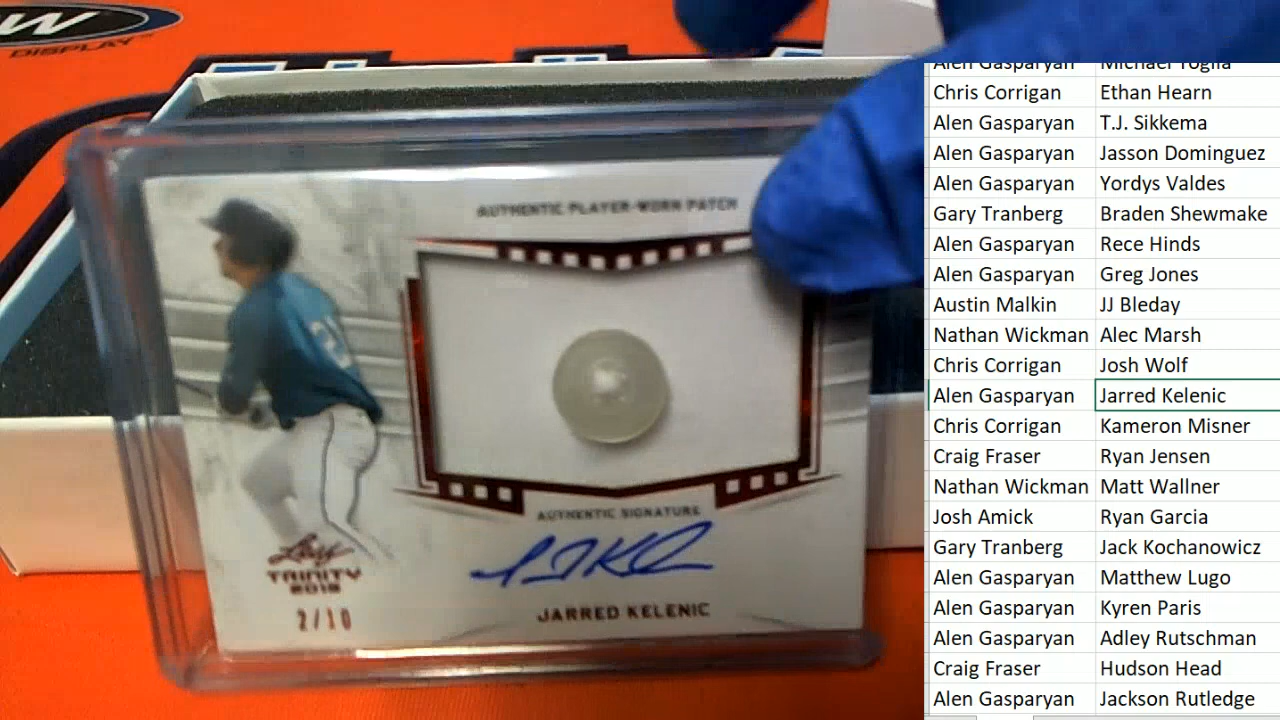 W
DISPLAY
AUTHENTIC PLAYER-WORN PATCH
AUTHENTIC SIGNATURE
JARRED KELENIC
Leaf
TRINITY
2019
2/10
Alen Gasparyan Michael Toglia
Chris Corrigan Ethan Hearn
Alen Gasparyan T.J. Sikkema
Alen Gasparyan Jasson Dominguez
Alen Gasparyan Yordys Valdes
Gary Tranberg Braden Shewmake
Alen Gasparyan Rece Hinds
Alen Gasparyan Greg Jones
Austin Malkin JJ Bleday
Nathan Wickman Alec Marsh
Chris Corrigan Josh Wolf
Alen Gasparyan Jarred Kelenic
Chris Corrigan Kameron Misner
Craig Fraser Ryan Jensen
Nathan Wickman Matt Wallner
Josh Amick Ryan Garcia
Gary Tranberg Jack Kochanowicz
Alen Gasparyan Matthew Lugo
Alen Gasparyan Kyren Paris
Alen Gasparyan Adley Rutschman
Craig Fraser Hudson Head
Alen Gasparyan Jackson Rutledge